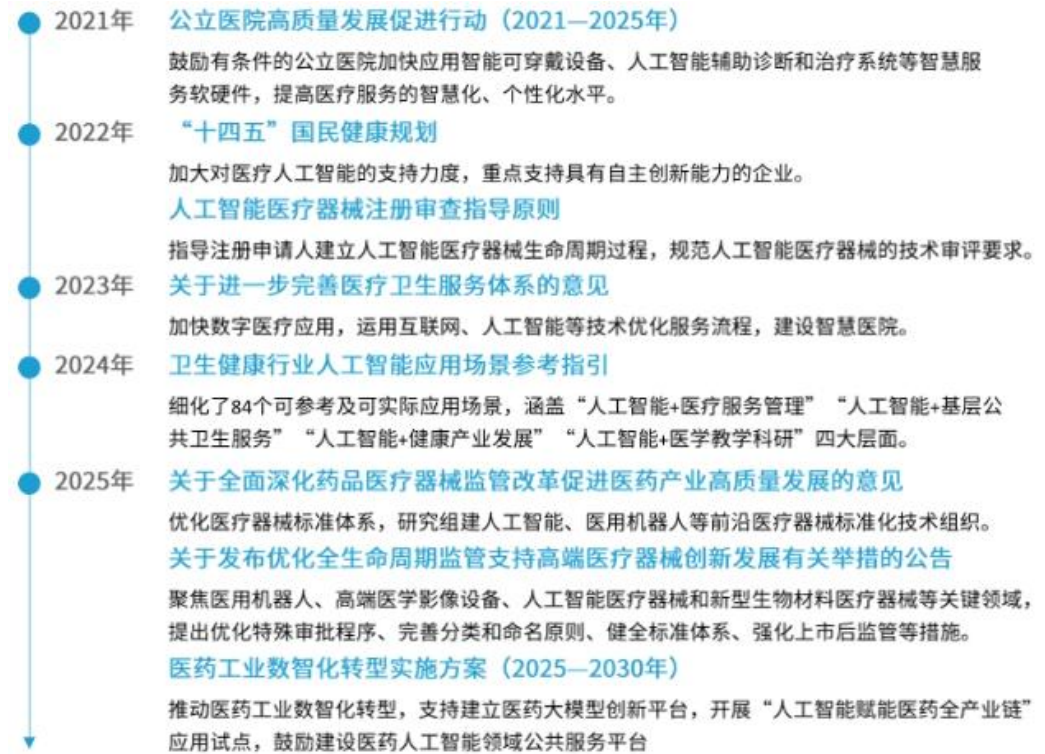 2021年 公立医院高质量发展促进行动（2021—2025年）
鼓励有条件的公立医院加快应用智能可穿戴设备、人工智能辅助诊断和治疗系统等智慧服
务软硬件，提高医疗服务的智慧化、个性化水平。
2022年 “十四五”国民健康规划
加大对医疗人工智能的支持力度，重点支持具有自主创新能力的企业。
人工智能医疗器械注册审查指导原则
指导注册申请人建立人工智能医疗器械生命周期过程，规范人工智能医疗器械的技术审评要求。
2023年 关于进一步完善医疗卫生服务体系的意见
加快数字医疗应用，运用互联网、人工智能等技术优化服务流程，建设智慧医院。
2024年 卫生健康行业人工智能应用场景参考指引
细化了84个可参考及可实际应用场景，涵盖“人工智能+医疗服务管理”“人工智能+基层公
共卫生服务”“人工智能+健康产业发展”“人工智能+医学教学科研”四大层面。
2025年 关于全面深化药品医疗器械监管改革促进医药产业高质量发展的意见
优化医疗器械标准体系，研究组建人工智能、医用机器人等前沿医疗器械标准化技术组织。
关于发布优化全生命周期监管支持高端医疗器械创新发展有关举措的公告
聚焦医用机器人、高端医学影像设备、人工智能医疗器械和新型生物材料医疗器械等关键领域，
提出优化特殊审批程序、完善分类和命名原则、健全标准体系、强化上市后监管等措施。
医药工业数智化转型实施方案（2025—2030年）
推动医药工业数智化转型，支持建立医药大模型创新平台，开展“人工智能赋能医药全产业链”
应用试点，鼓励建设医药人工智能领域公共服务平台